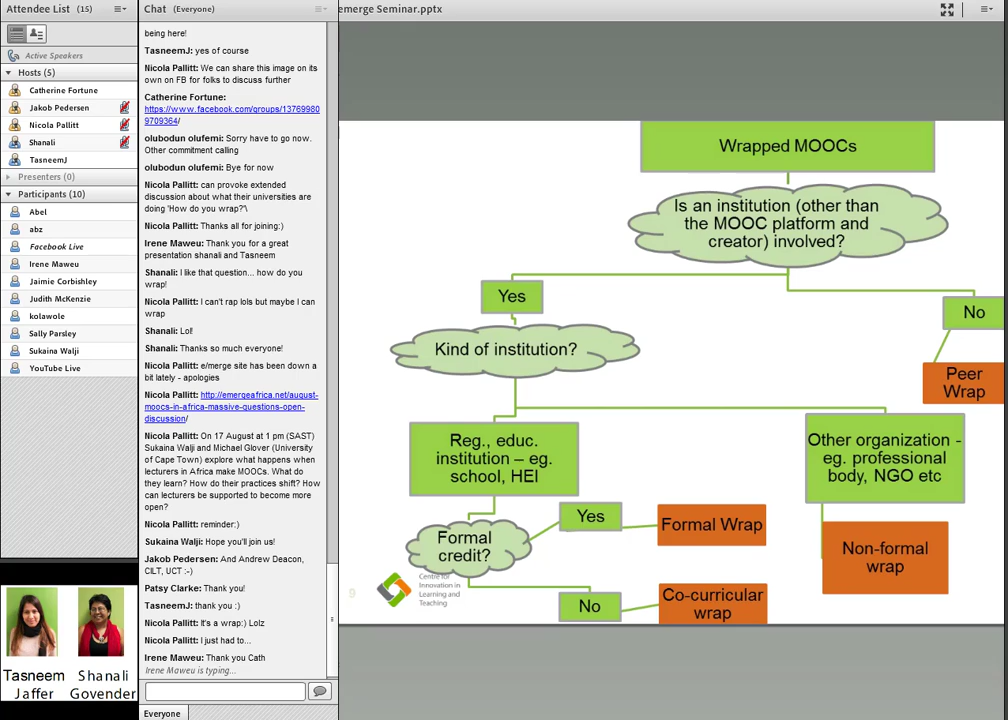 Attendee List (15)
Active Speakers
Hosts (5)
Catherine Fortune
Jakob Pedersen
Nicola Pallitt
Shanali
TasneemJ
Presenters (0)
Participants (10)
Abel
abz
Facebook Live
Irene Maweu
Jaimie Corbishley
Judith McKenzie
kolawole
Sally Parsley
Sukaina Walji
YouTube Live
Tasneem
Jaffer
Shanali
Govender
Chat (Everyone)
being here!
TasneemJ: yes of course
Nicola Pallitt: We can share this image on its
own on FB for folks to discuss further
Catherine Fortune:
https://www.facebook.com/groups/13769980
9709364/
olubodun olufemi: Sorry have to go now.
Other commitment calling
olubodun olufemi: Bye for now
Nicola Pallitt: can provoke extended
discussion about what their universities are
doing 'How do you wrap?'\
Nicola Pallitt: Thanks all for joining:)
Irene Maweu: Thank you for a great
presentation shanali and Tasneem
Shanali: I like that question... how do you
wrap!
Nicola Pallitt: I can't rap lols but maybe I can
wrap
Shanali: Lol!
Shanali: Thanks so much everyone!
Nicola Pallitt: e/merge site has been down a
bit lately - apologies
Nicola Pallitt: http://emergeafrica.net/august-
moocs-in-africa-massive-questions-open-
discussion/
Nicola Pallitt: On 17 August at 1 pm (SAST)
Sukaina Walji and Michael Glover (University
of Cape Town) explore what happens when
lecturers in Africa make MOOCs. What do
they learn? How do their practices shift? How
can lecturers be supported to become more
open?
Nicola Pallitt: reminder:)
Sukaina Walji: Hope you'll join us!
Jakob Pedersen: And Andrew Deacon,
CILT, UCT :-)
Patsy Clarke: Thank you!
TasneemJ: thank you :)
Nicola Pallitt: It's a wrap:) Lolz
Nicola Pallitt: I just had to...
Irene Maweu: Thank you Cath
Irene Maweu is typing...
Everyone
emerge Seminar.pptx
Wrapped MOOCs
Is an institution (other than
the MOOC platform and
creator) involved?
Yes
No
Kind of institution?
Peer
Wrap
Reg., educ.
institution – eg.
school, HEI
Other organization -
eg. professional
body, NGO etc
Formal
credit?
Yes
Formal Wrap
Non-formal
wrap
No
Co-curricular
wrap
9
Centre for
Innovation in
Learning and
Teaching